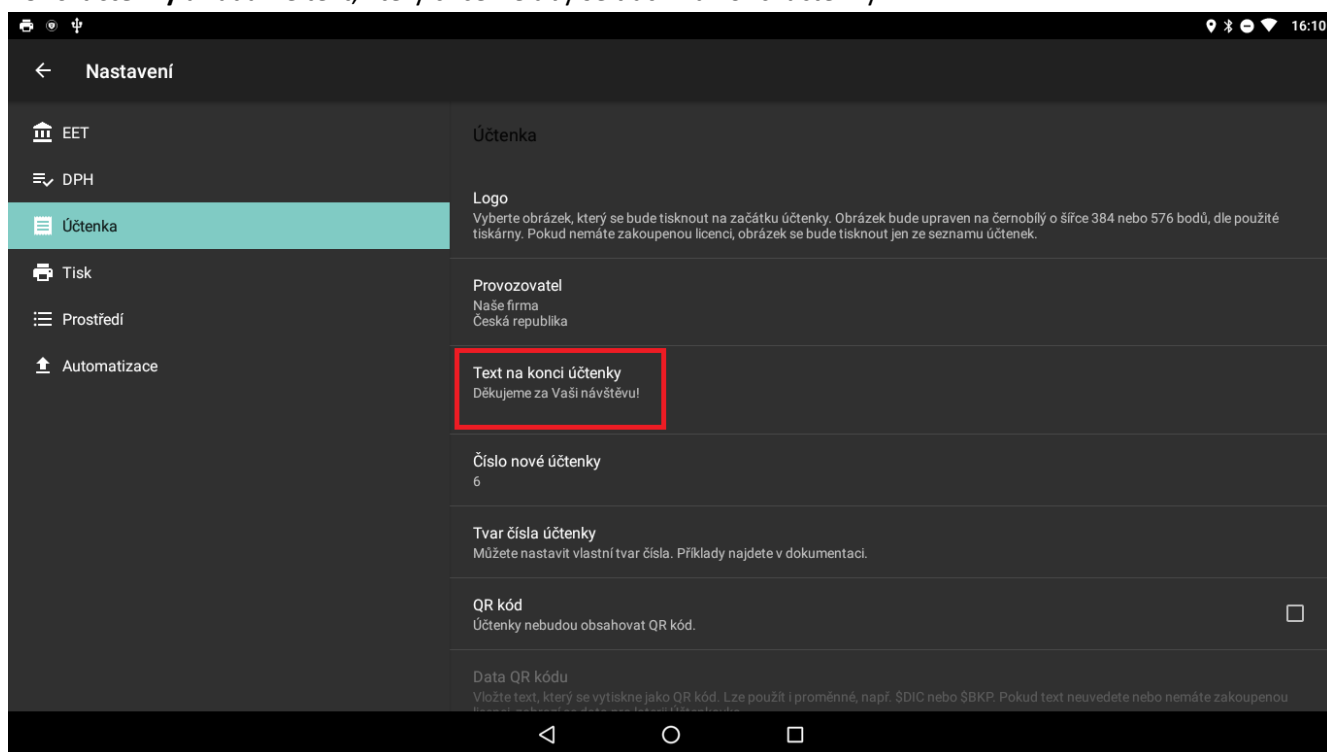 16:10
Nastavení
EET
DPH
Účtenka
Tisk
Prostředí
Automatizace
Účtenka
Logo
Vyberte obrázek, který se bude tisknout na začátku účtenky. Obrázek bude upraven na černobílý o šířce 384 nebo 576 bodů, dle použité
tiskárny. Pokud nemáte zakoupenou licenci, obrázek se bude tisknout jen ze seznamu účtenek.
Provozovatel
Naše firma
Česká republika
Text na konci účtenky
Děkujeme za Vaši návštěvu!
Číslo nové účtenky
6
Tvar čísla účtenky
Můžete nastavit vlastní tvar čísla. Příklady najdete v dokumentaci.
QR kód
Účtenky nebudou obsahovat QR kód.
Data QR kódu
Vložte text, který se vytiskne jako QR kód. Lze použít i proměnné, např. $DIC nebo $BKP. Pokud text neuvedete nebo nemáte zakoupenou